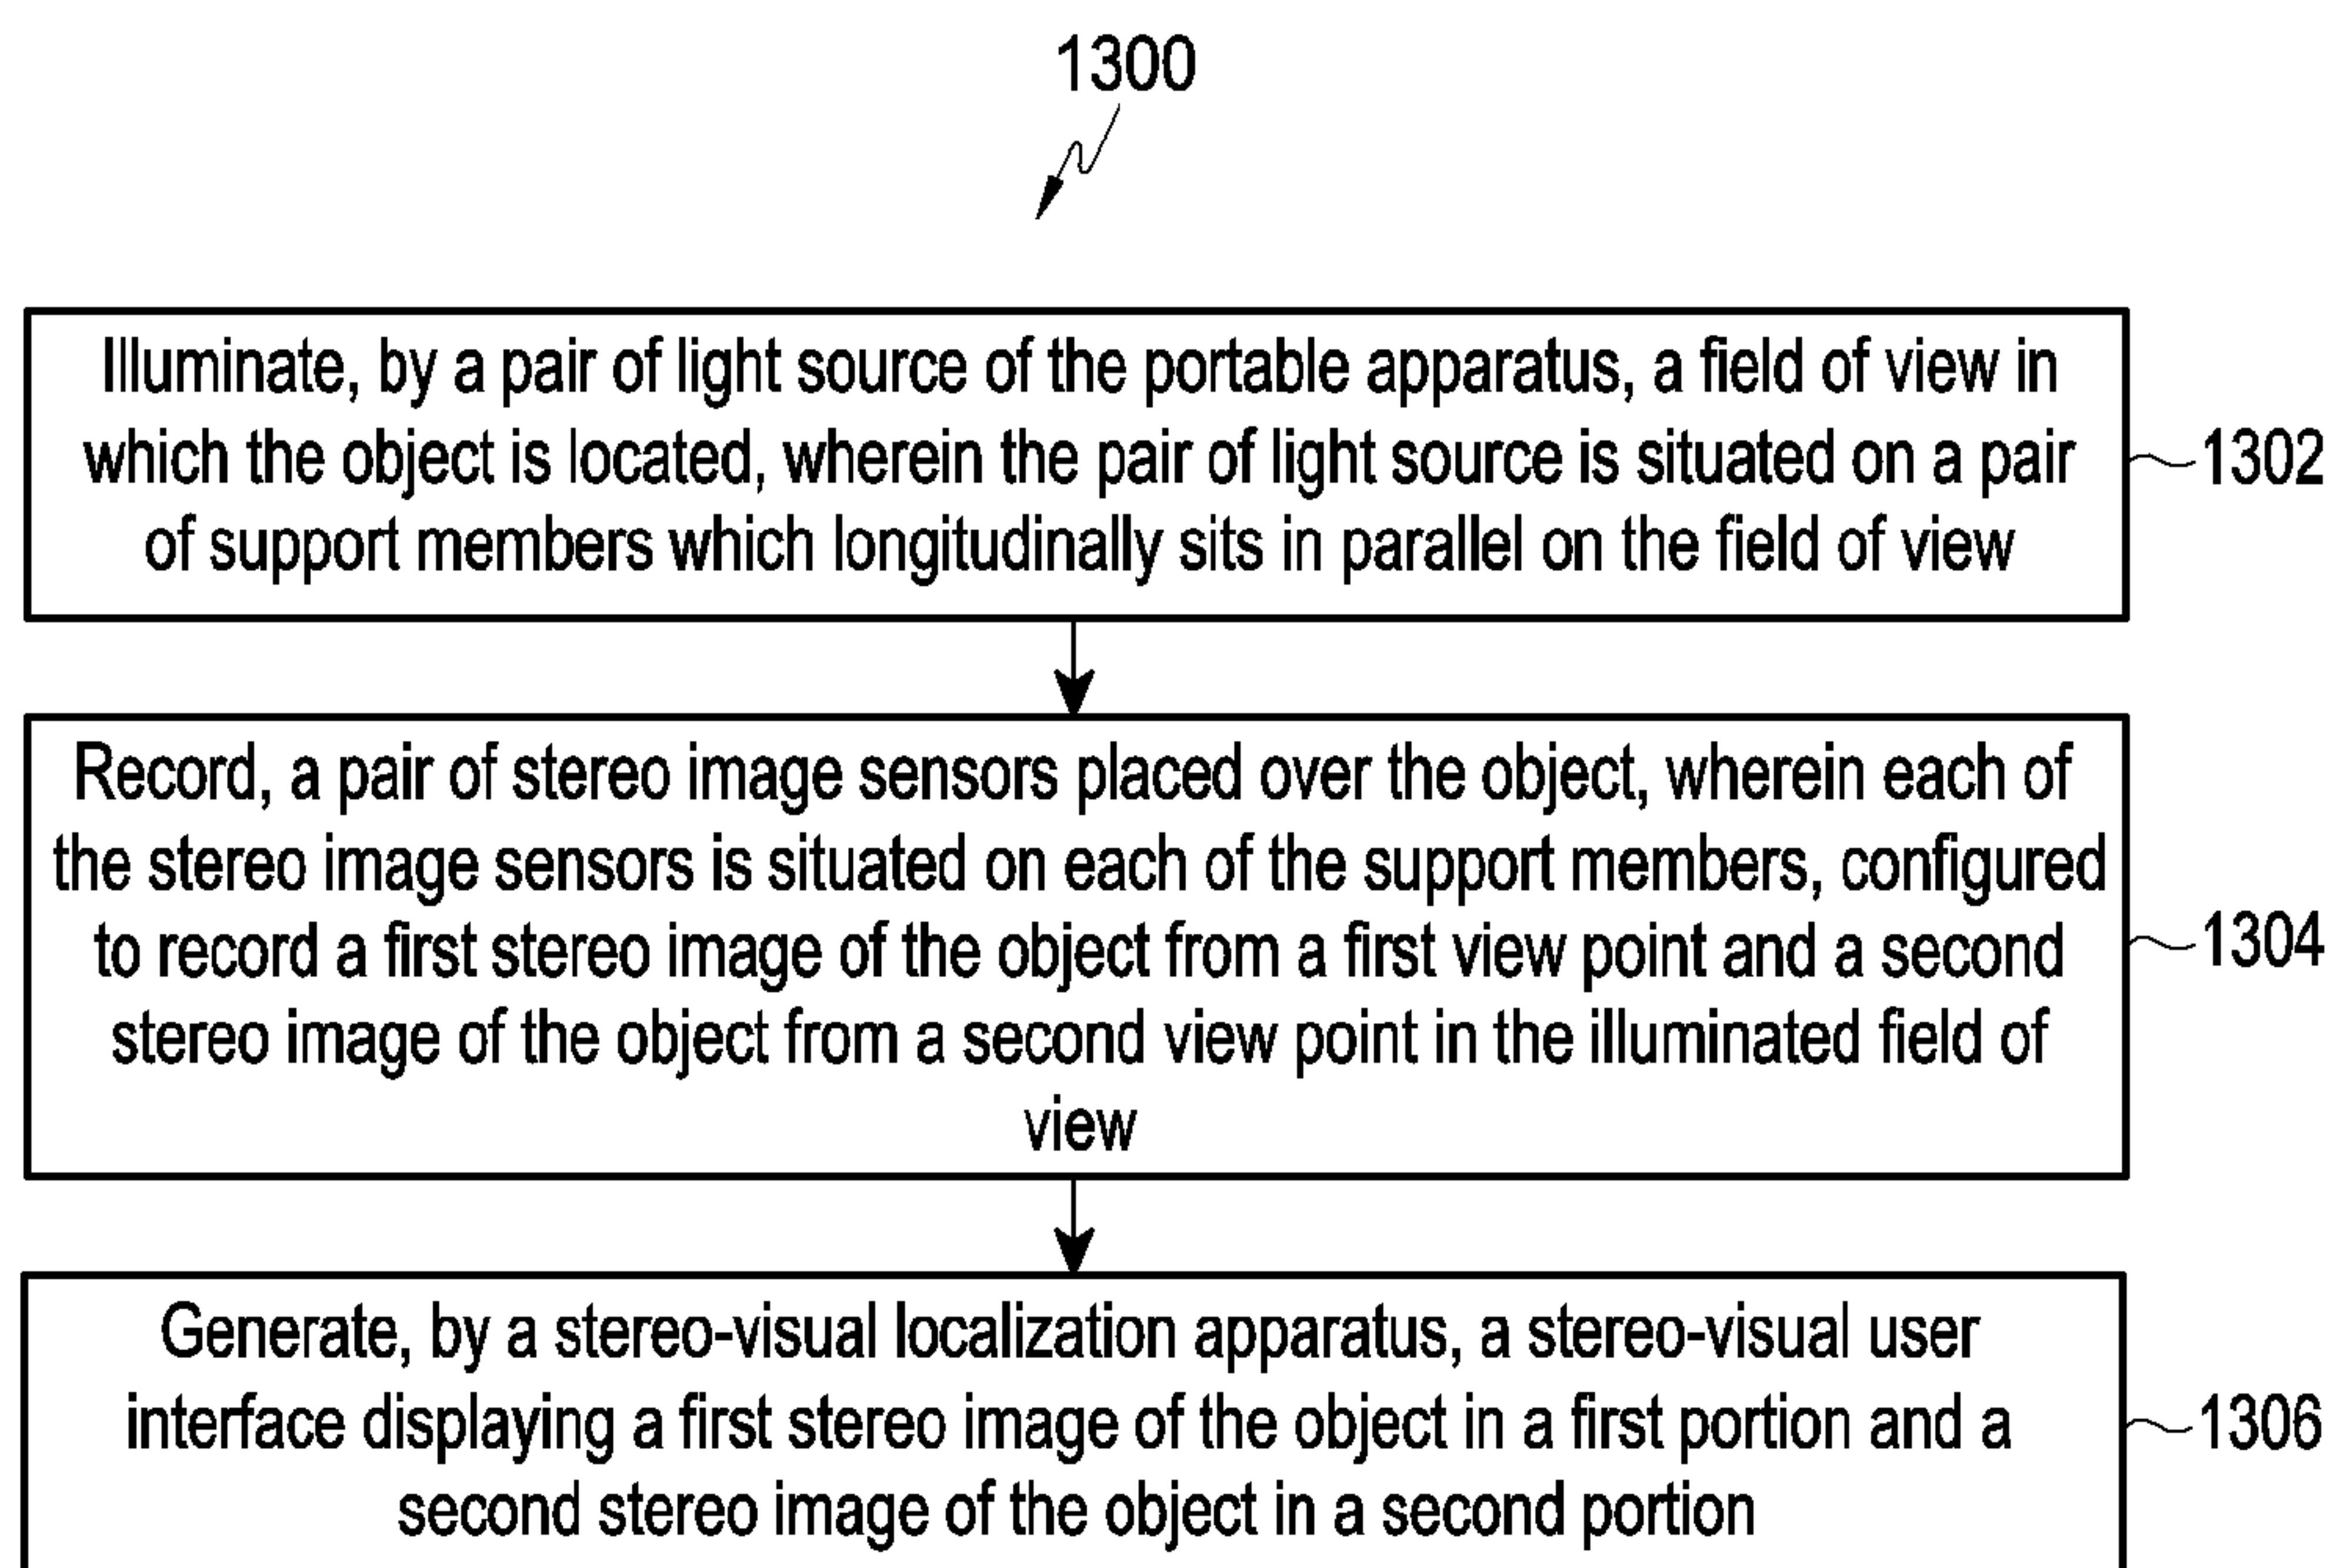 1300
Illuminate, by a pair of light source of the portable apparatus, a field of view in
which the object is located, wherein the pair of light source is situated on a pair
of support members which longitudinally sits in parallel on the field of view
1302
Record, a pair of stereo image sensors placed over the object, wherein each of
the stereo image sensors is situated on each of the support members, configured
to record a first stereo image of the object from a first view point and a second
stereo image of the object from a second view point in the illuminated field of
view
1304
Generate, by a stereo-visual localization apparatus, a stereo-visual user
interface displaying a first stereo image of the object in a first portion and a
second stereo image of the object in a second portion
1306